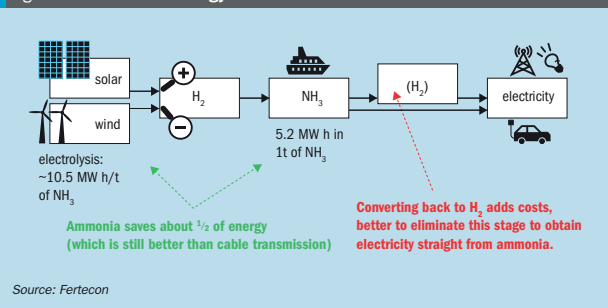 solar
wind
H₂
NH₃
(H₂)
electricity
+
−
electrolysis:
~10.5 MW h/t
of NH₃
5.2 MW h in
1t of NH₃
Ammonia saves about ½ of energy
(which is still better than cable transmission)
Converting back to H₂ adds costs,
better to eliminate this stage to obtain
electricity straight from ammonia.
Source: Fertecon